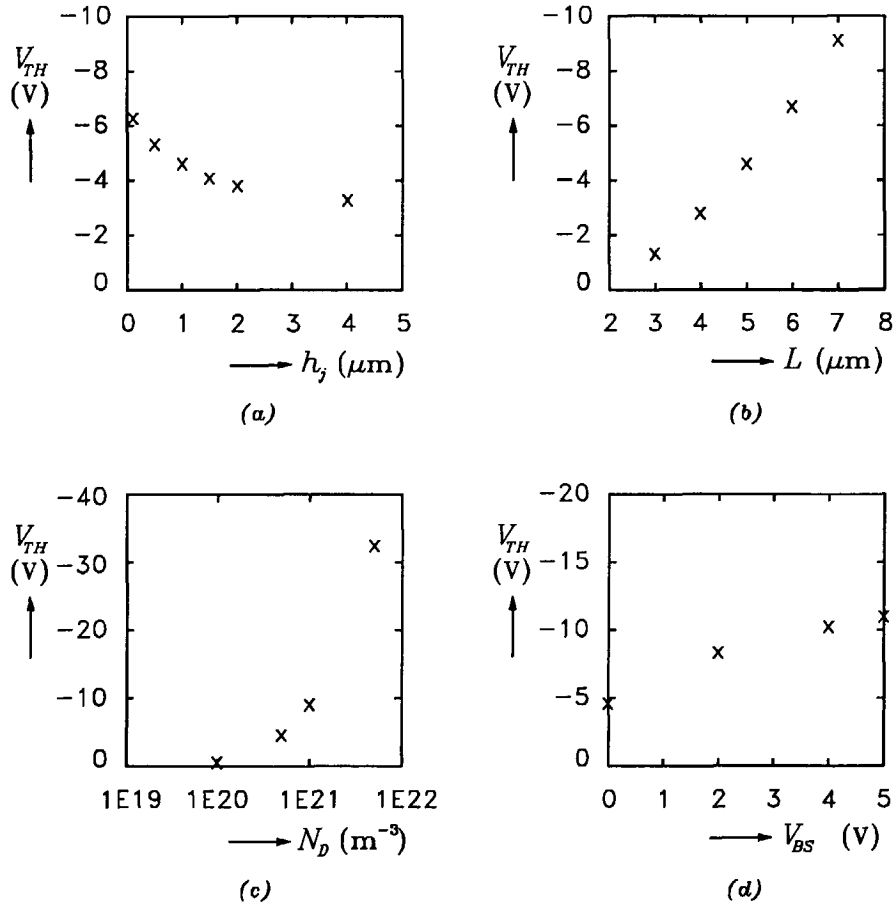 -10
V_TH
(V)
-8
-6
-4
-2
0
0 1 2 3 4 5
h_j (μm)
(a)
-10
V_TH
(V)
-8
-6
-4
-2
0
2 3 4 5 6 7 8
L (μm)
(b)
-40
V_TH
(V)
-30
-20
-10
0
1E19 1E20 1E21 1E22
N_D (m⁻³)
(c)
-20
V_TH
(V)
-15
-10
-5
0
0 1 2 3 4 5
V_BS (V)
(d)